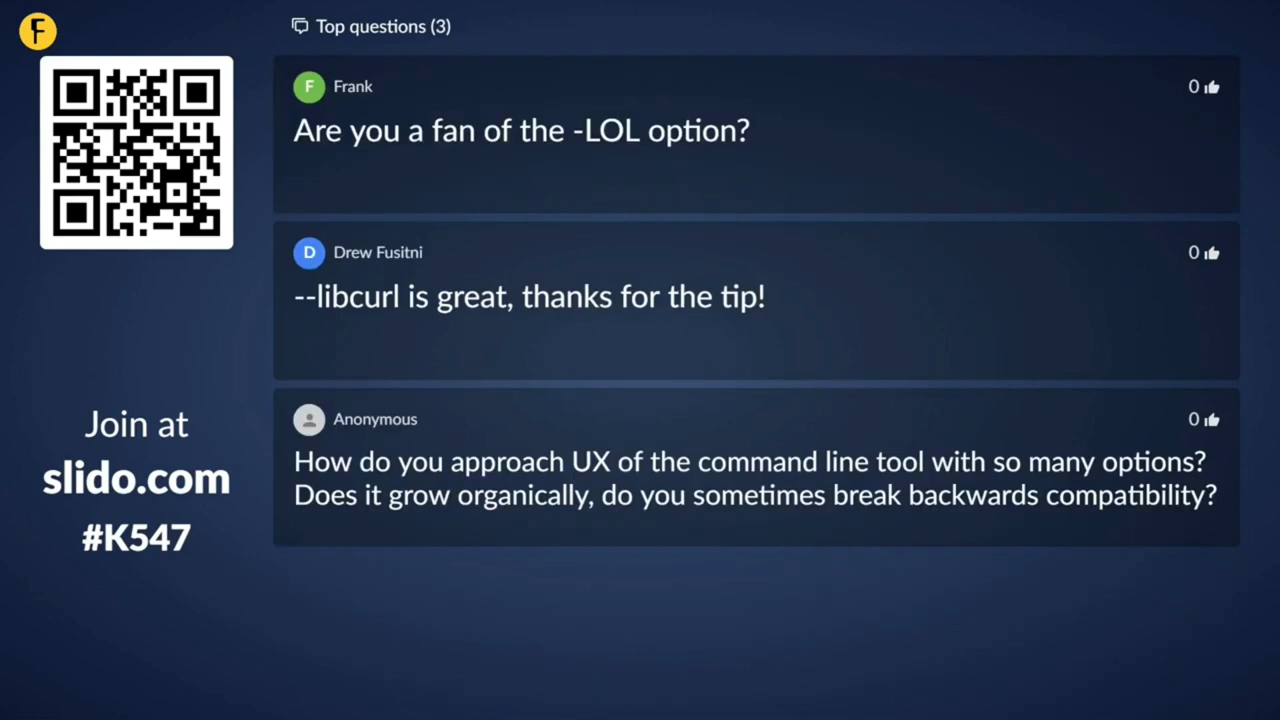 F
Top questions (3)
F Frank 0
Are you a fan of the -LOL option?
D Drew Fusitni 0
--libcurl is great, thanks for the tip!
Anonymous 0
How do you approach UX of the command line tool with so many options?
Does it grow organically, do you sometimes break backwards compatibility?
Join at
slido.com
#K547